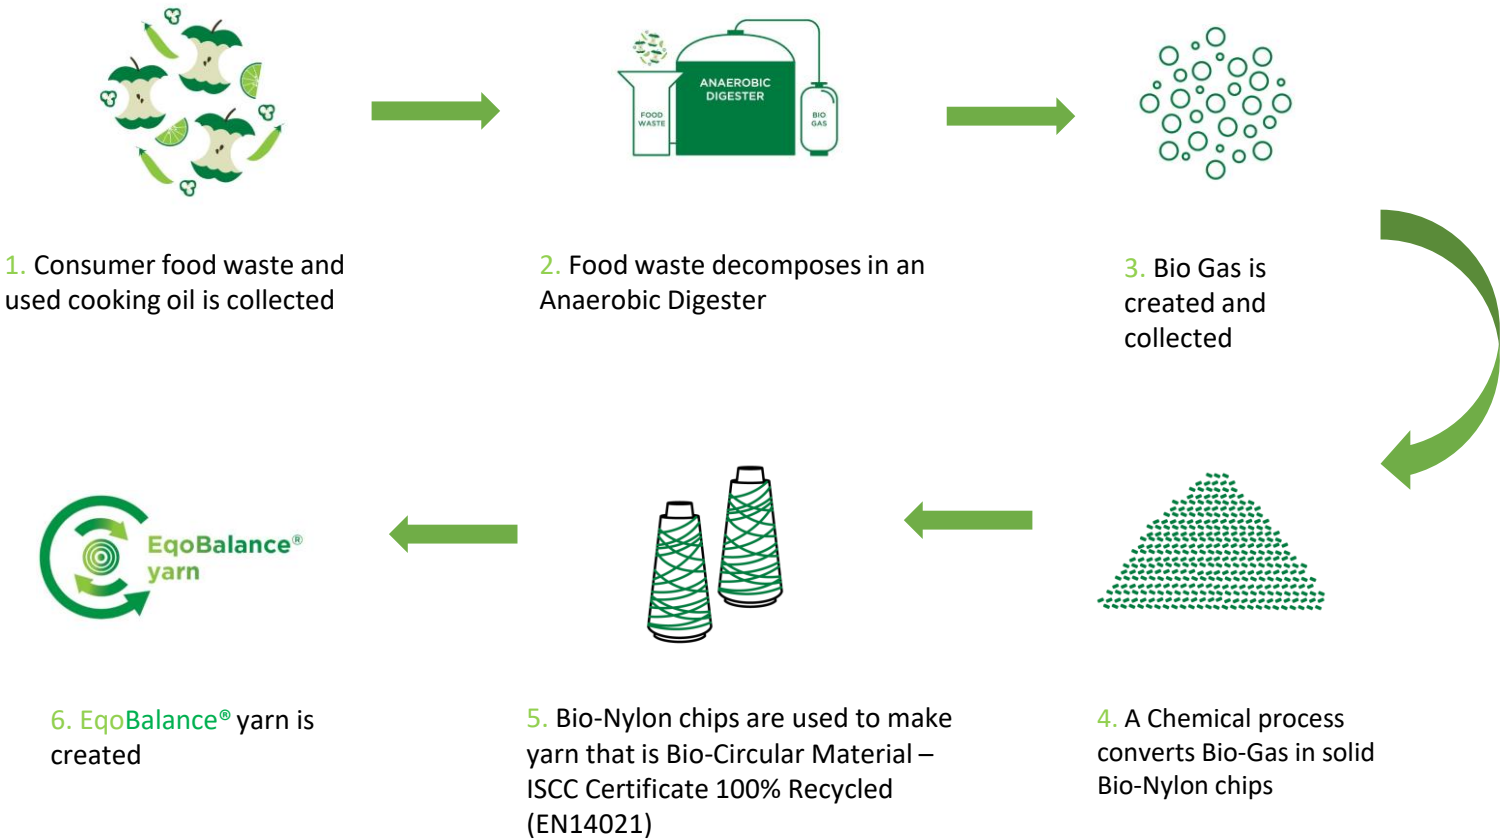 FOOD
WASTE
ANAEROBIC
DIGESTER
BIO
GAS
1. Consumer food waste and
used cooking oil is collected
2. Food waste decomposes in an
Anaerobic Digester
3. Bio Gas is
created and
collected
4. A Chemical process
converts Bio-Gas in solid
Bio-Nylon chips
5. Bio-Nylon chips are used to make
yarn that is Bio-Circular Material –
ISCC Certificate 100% Recycled
(EN14021)
EqoBalance®
yarn
6. EqoBalance® yarn is
created